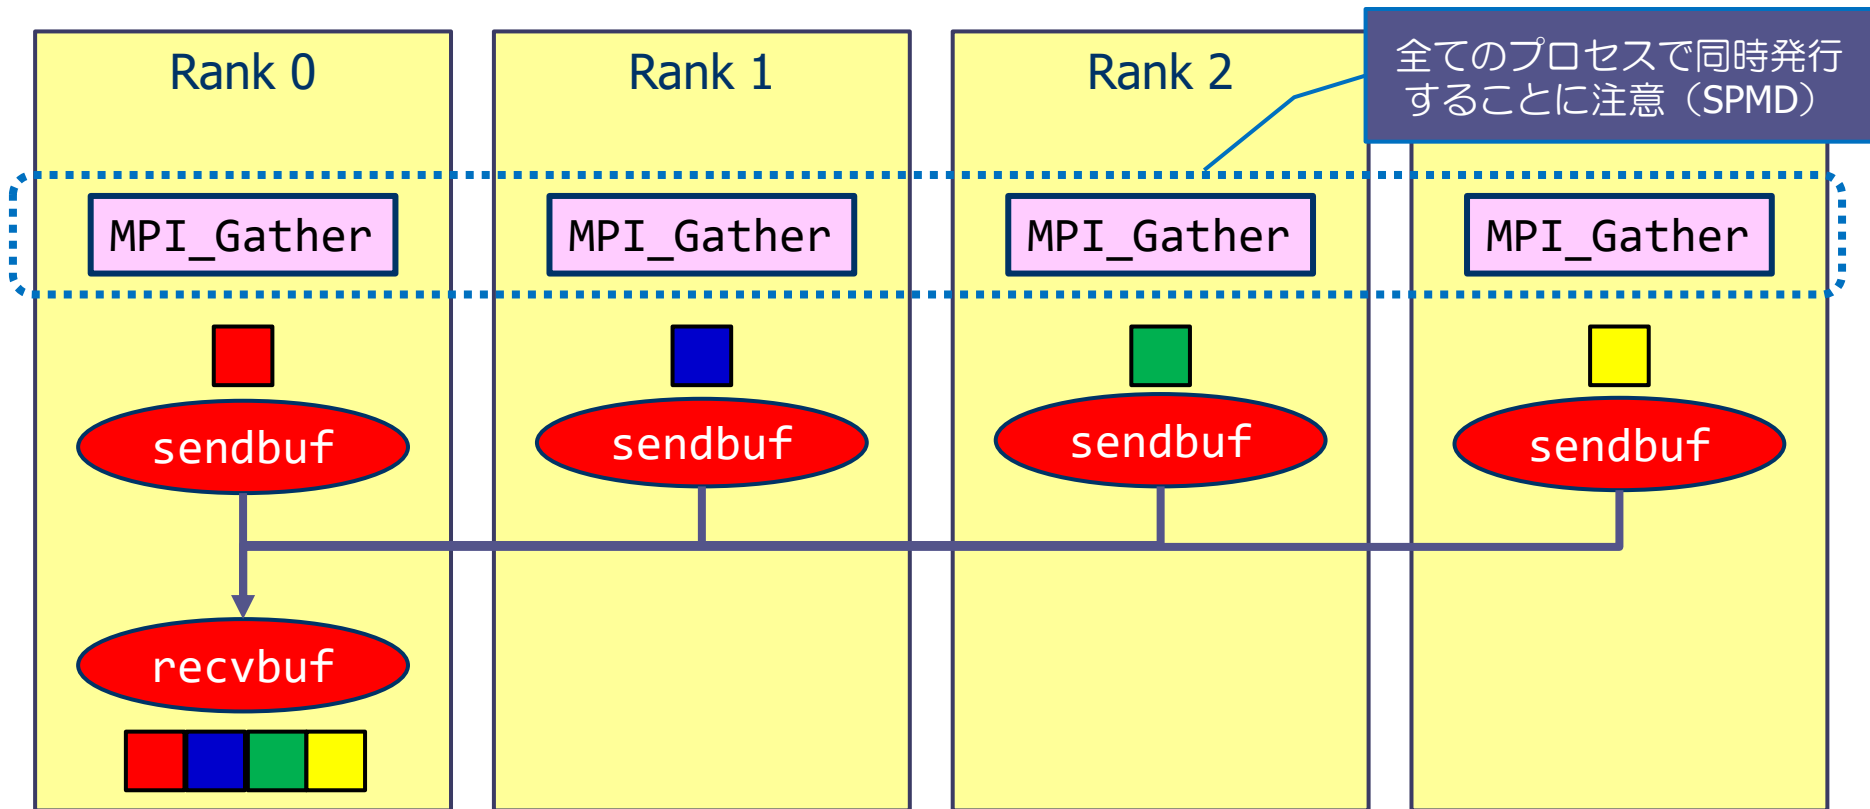 Rank 0
Rank 1
Rank 2
全てのプロセスで同時発行
することに注意（SPMD）
MPI_Gather
MPI_Gather
MPI_Gather
MPI_Gather
sendbuf
sendbuf
sendbuf
sendbuf
recvbuf